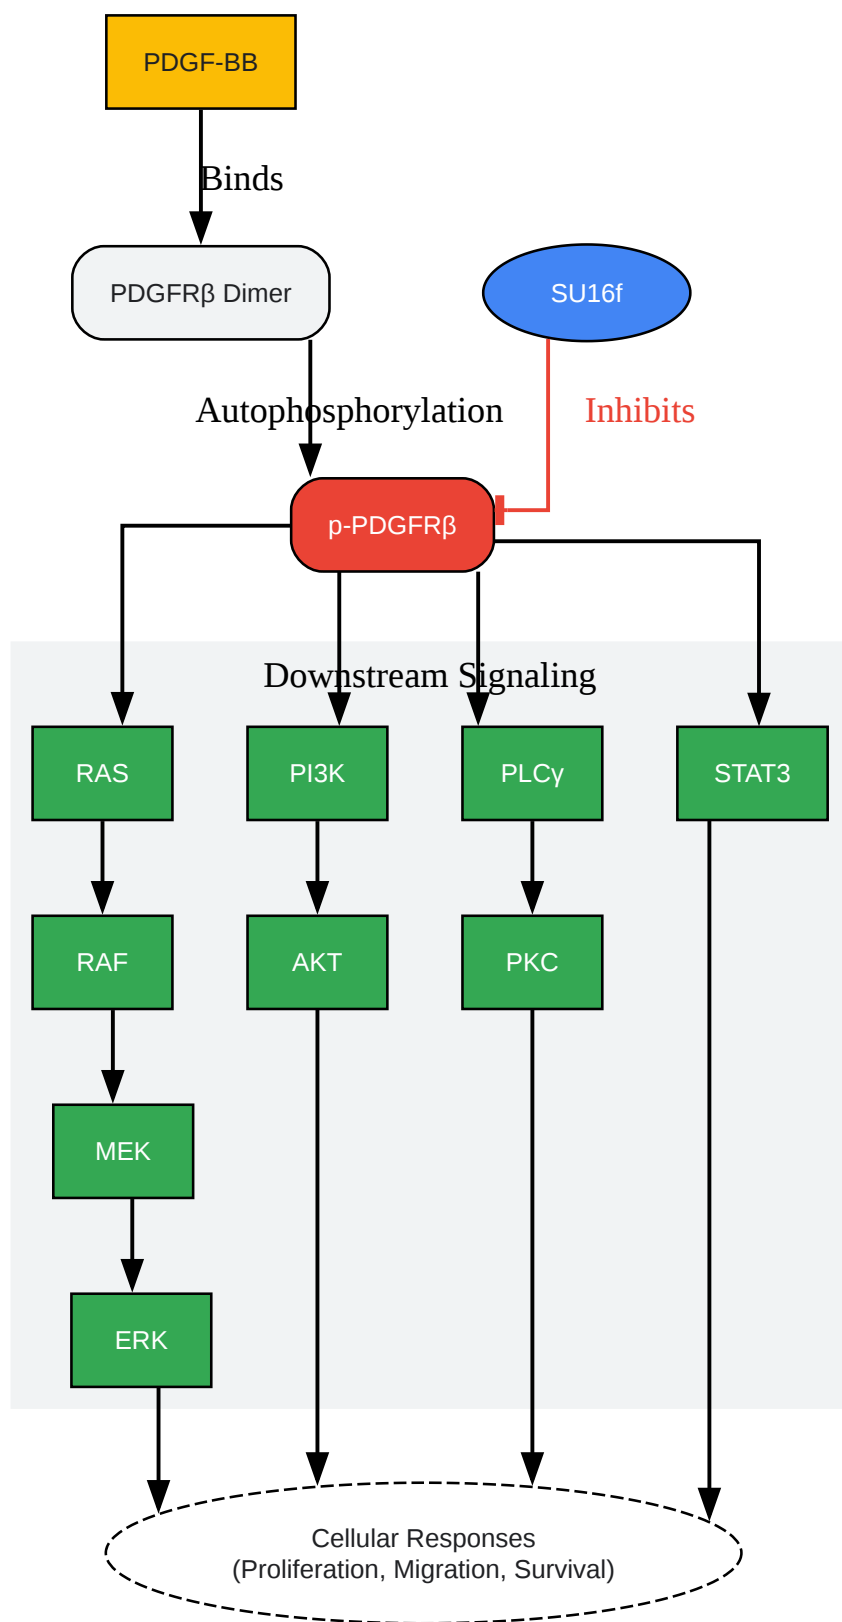 PDGF-BB
Binds
PDGFRβ Dimer
SU16f
Autophosphorylation
Inhibits
p-PDGFRβ
Downstream Signaling
RAS
PI3K
PLCγ
STAT3
RAF
AKT
PKC
MEK
ERK
Cellular Responses
(Proliferation, Migration, Survival)